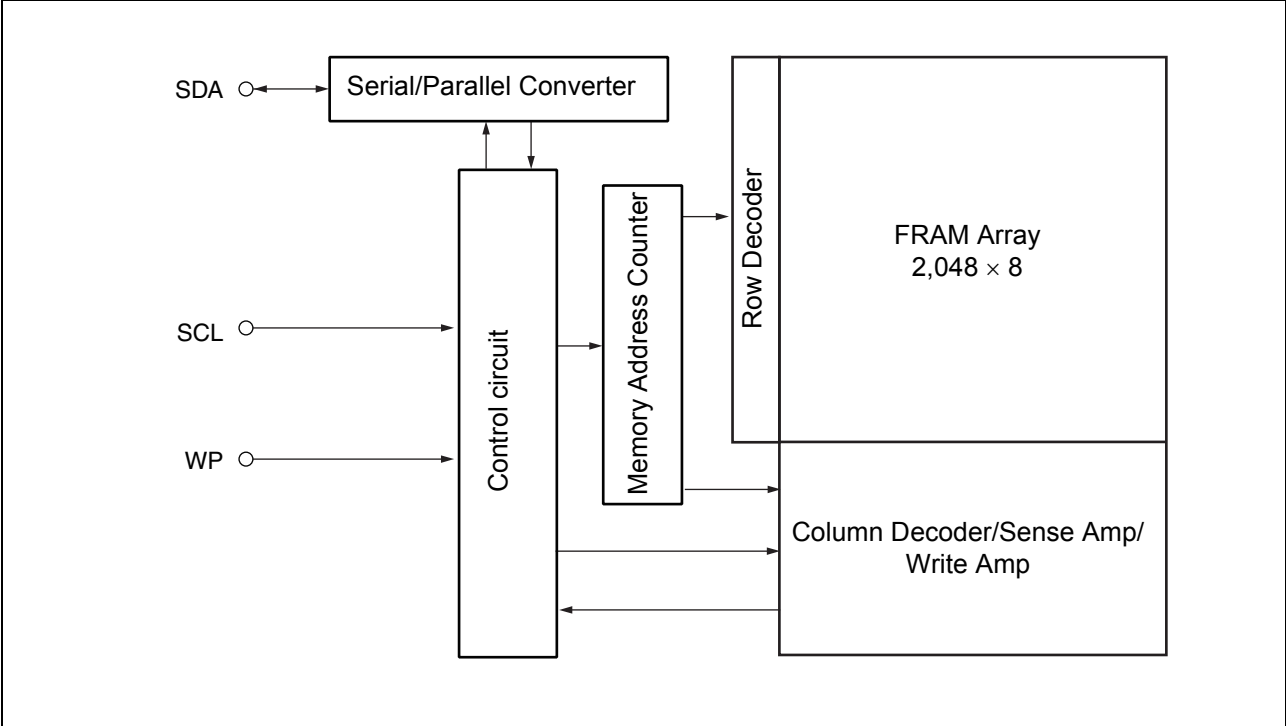 SDA
Serial/Parallel Converter
SCL
WP
Control circuit
Memory Address Counter
Row Decoder
FRAM Array
2,048 × 8
Column Decoder/Sense Amp/
Write Amp